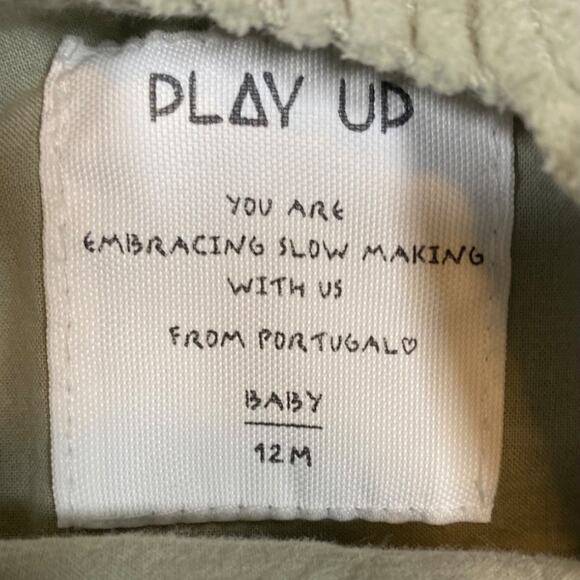 PLAY UP
YOU ARE
EMBRACING SLOW MAKING
WITH US
FROM PORTUGAL♡
BABY
12M